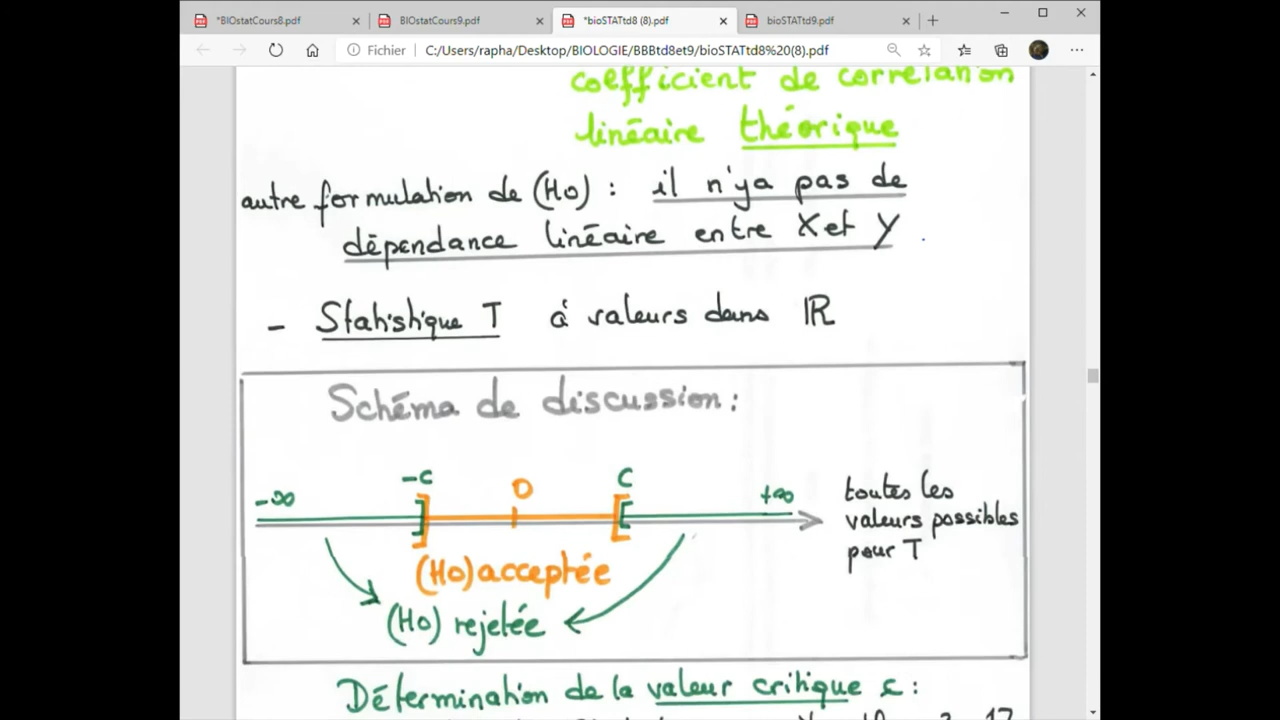 *BIOstatCours8.pdf
BIOstatCours9.pdf
*bioSTATtd8 (8).pdf
bioSTATtd9.pdf
Fichier
C:/Users/rapha/Desktop/BIOLOGIE/BBBtd8et9/bioSTATtd8%20(8).pdf
coefficient de corrélation
linéaire théorique
autre formulation de (Ho) : il n'ya pas de
dépendance linéaire entre X et Y.
- Statistique T à valeurs dans ℝ
Schéma de discussion :
-∞ -c 0 c +∞
toutes les
valeurs possibles
pour T
(Ho) acceptée
(Ho) rejetée
Détermination de la valeur critique c :